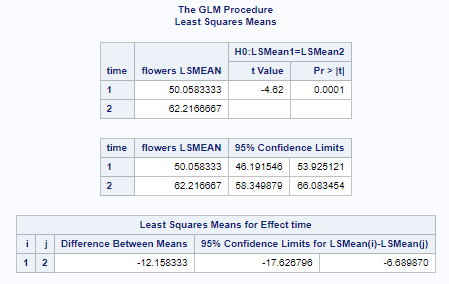 The GLM Procedure
Least Squares Means
H0:LSMean1=LSMean2
time flowers LSMEAN t Value Pr > |t|
1 50.0583333 -4.62 0.0001
2 62.2166667
time flowers LSMEAN 95% Confidence Limits
1 50.058333 46.191546 53.925121
2 62.216667 58.349879 66.083454
Least Squares Means for Effect time
i j Difference Between Means 95% Confidence Limits for LSMean(i)-LSMean(j)
1 2 -12.158333 -17.626796 -6.689870